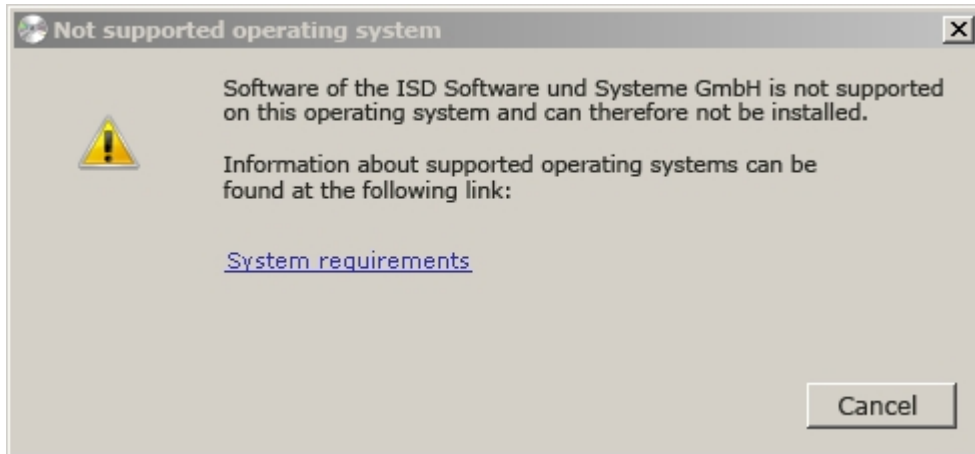 Not supported operating system
Software of the ISD Software und Systeme GmbH is not supported
on this operating system and can therefore not be installed.
Information about supported operating systems can be
found at the following link:
System requirements
Cancel